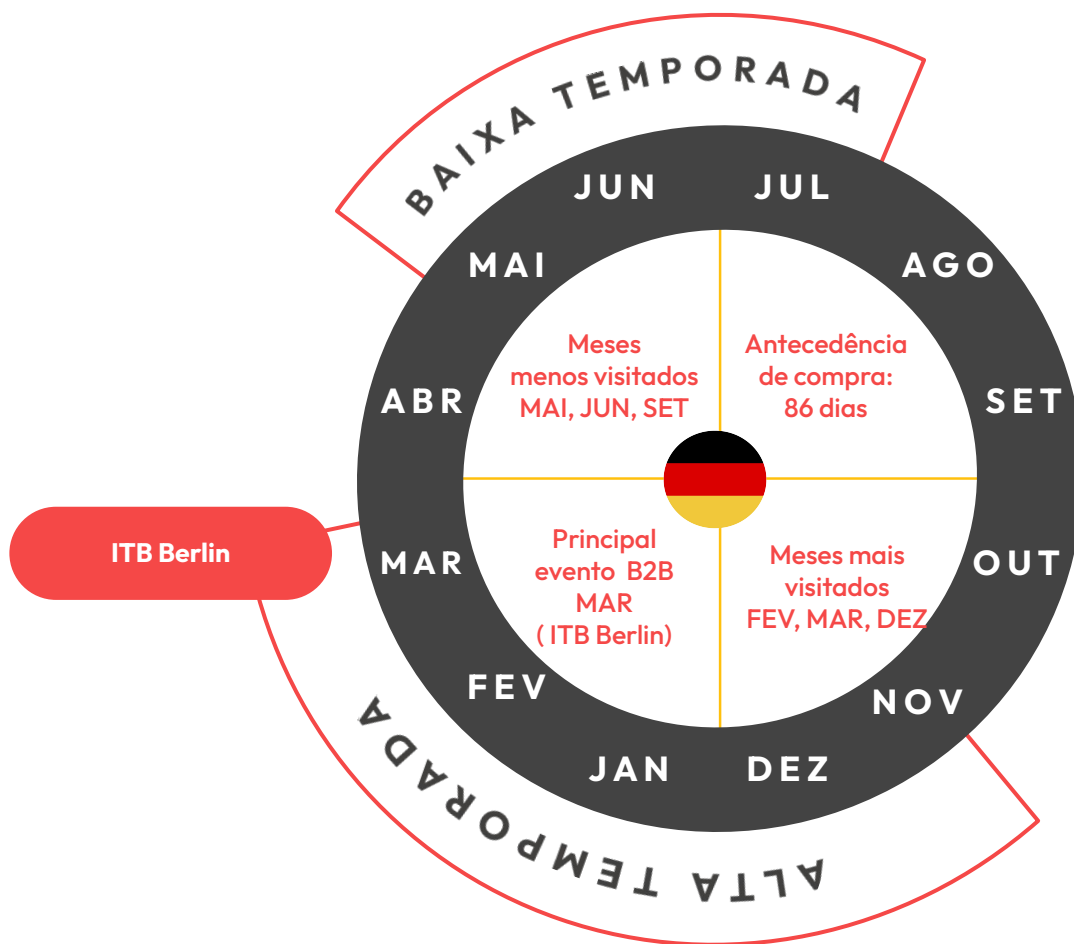 BAIXA TEMPORADA
JUN
JUL
MAI
AGO
Meses
menos visitados
MAI, JUN, SET
Antecedência
de compra:
86 dias
ABR
SET
ITB Berlin
MAR
OUT
Principal
evento B2B
MAR
( ITB Berlin)
Meses mais
visitados
FEV, MAR, DEZ
FEV
NOV
JAN
DEZ
ALTA TEMPORADA